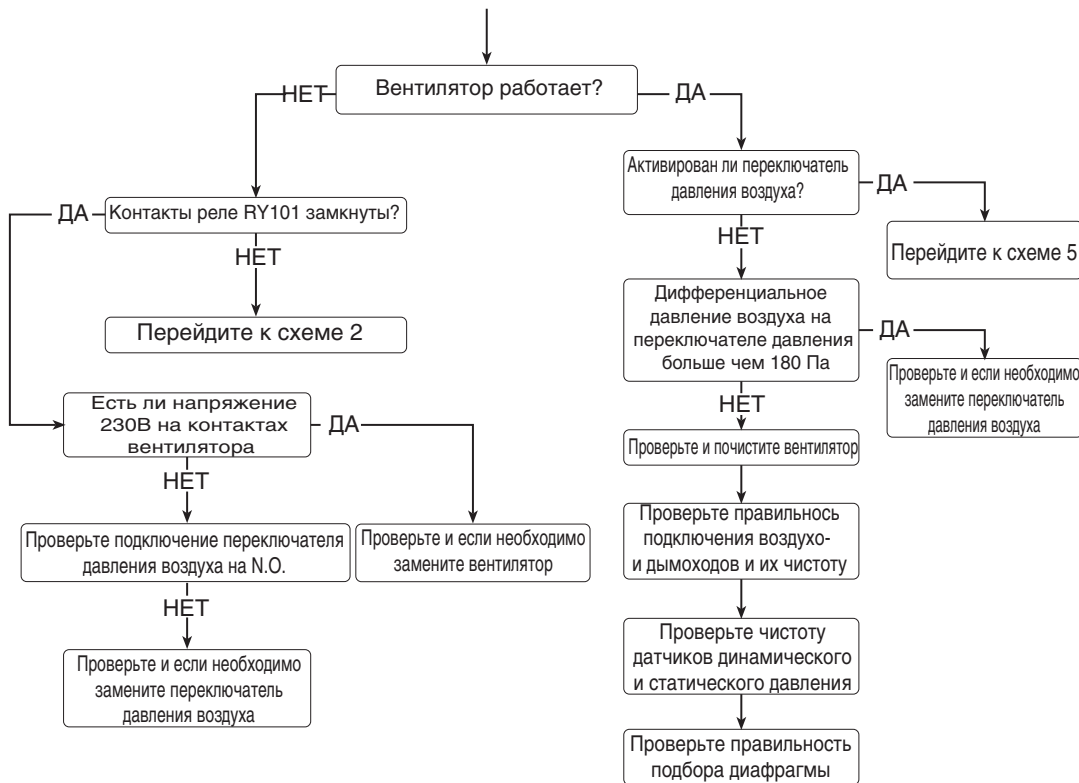 Вентилятор работает?
НЕТ
ДА
Контакты реле RY101 замкнуты?
ДА
НЕТ
Перейдите к схеме 2
Есть ли напряжение
230В на контактах
вентилятора
ДА
НЕТ
Проверьте подключение переключателя
давления воздуха на N.O.
Проверьте и если необходимо
замените вентилятор
НЕТ
Проверьте и если необходимо
замените переключатель
давления воздуха
Активирован ли переключатель
давления воздуха?
ДА
НЕТ
Перейдите к схеме 5
Дифференциальное
давление воздуха на
переключателе давления
больше чем 180 Па
ДА
НЕТ
Проверьте и если необходимо
замените переключатель
давления воздуха
Проверьте и почистите вентилятор
Проверьте правильнось
подключения воздухо-
и дымоходов и их чистоту
Проверьте чистоту
датчиков динамического
и статического давления
Проверьте правильность
подбора диафрагмы